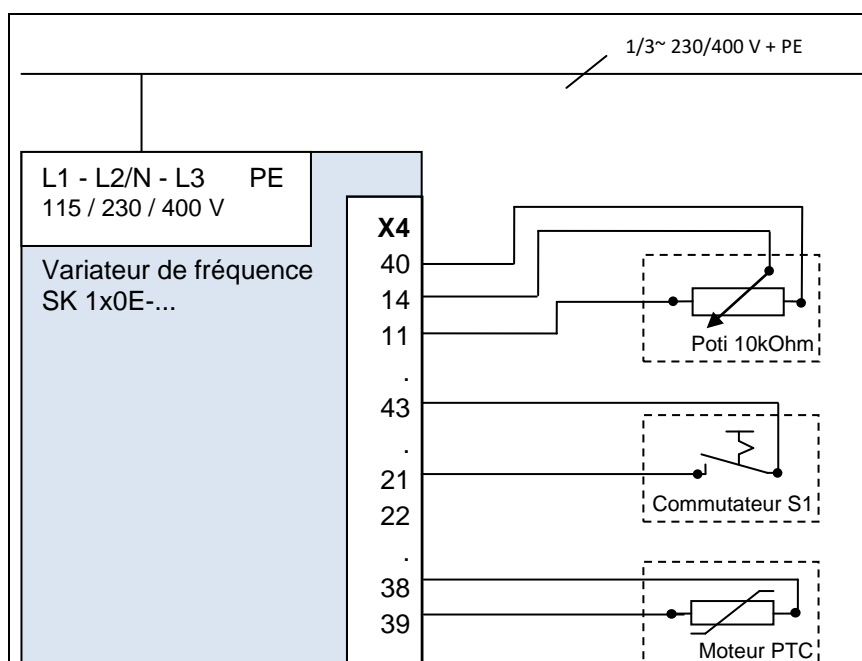 1/3~ 230/400 V + PE
L1 - L2/N - L3 PE
115 / 230 / 400 V
Variateur de fréquence
SK 1x0E-...
X4
40
14
11
.
43
.
21
22
.
38
39
Poti 10kOhm
Commutateur S1
Moteur PTC